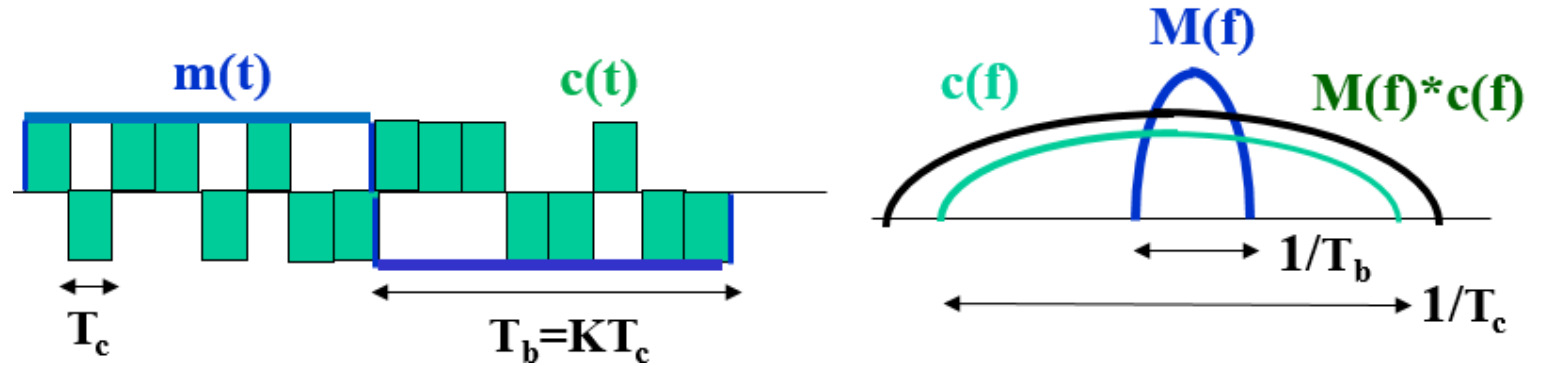 m(t)
c(t)
T_c
T_b=KT_c
M(f)
c(f)
M(f)*c(f)
1/T_b
1/T_c